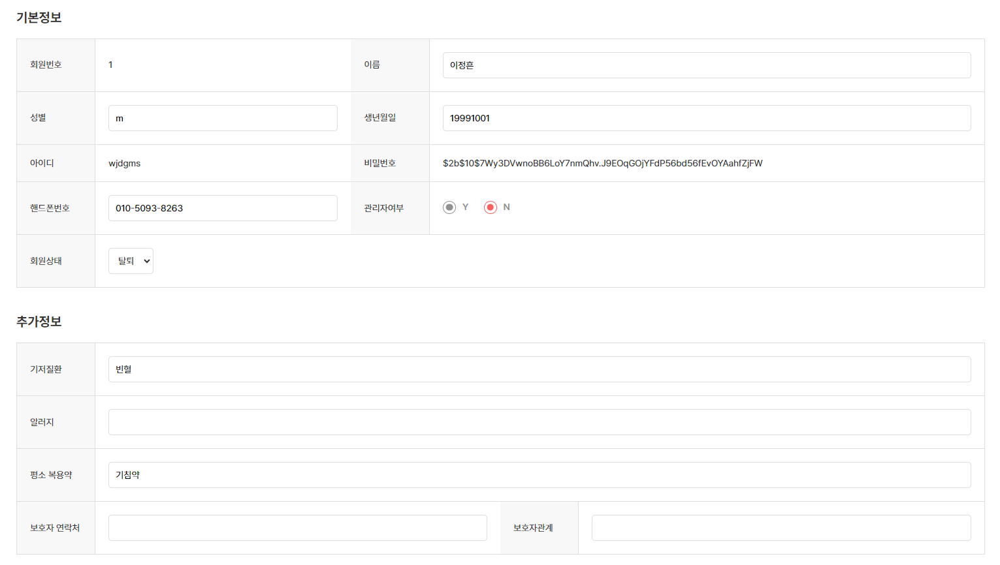 기본정보
회원번호 1 이름 이정흔
성별 m 생년월일 19991001
아이디 wjdgms 비밀번호 $2b$10$7Wy3DVwnoBB6LoY7nmQhv.J9EOqGOjYFdP56bd56fEvOYAahfZjFW
핸드폰번호 010-5093-8263 관리자여부 Y N
회원상태 탈퇴
추가정보
기저질환 빈혈
알러지
평소 복용약 기침약
보호자 연락처 보호자관계